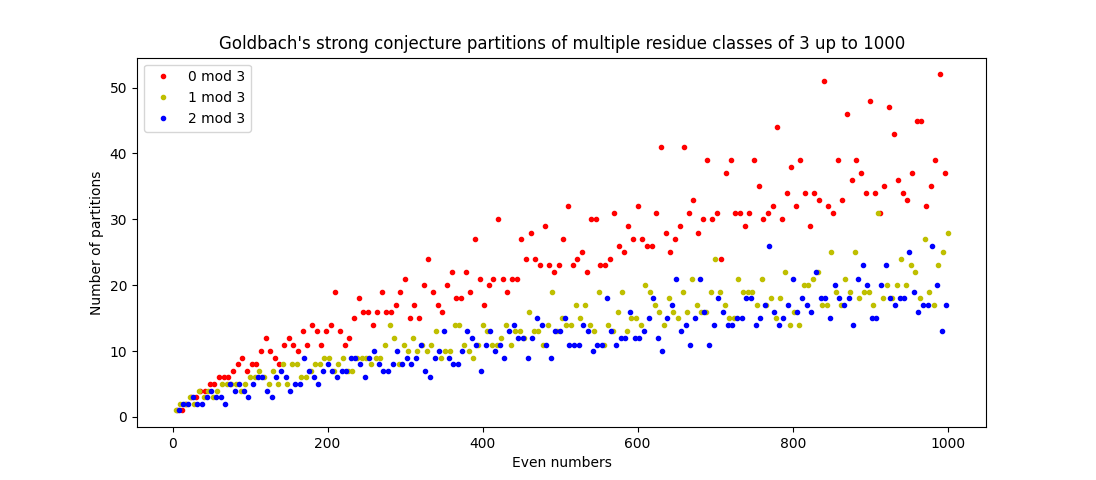 Goldbach's strong conjecture partitions of multiple residue classes of 3 up to 1000
0 mod 3
1 mod 3
2 mod 3
50
40
30
20
10
0
Number of partitions
0 200 400 600 800 1000
Even numbers